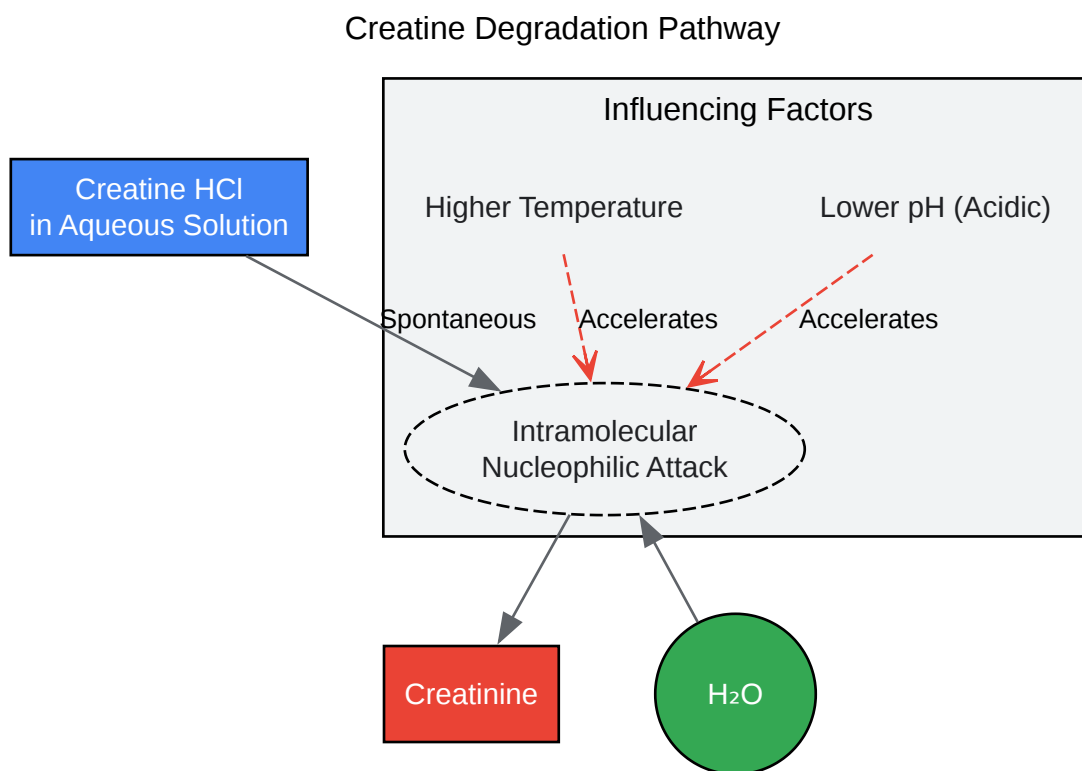 Creatine Degradation Pathway
Influencing Factors
Creatine HCl
in Aqueous Solution
Higher Temperature
Lower pH (Acidic)
Spontaneous
Accelerates
Accelerates
Intramolecular
Nucleophilic Attack
Creatinine
H₂O